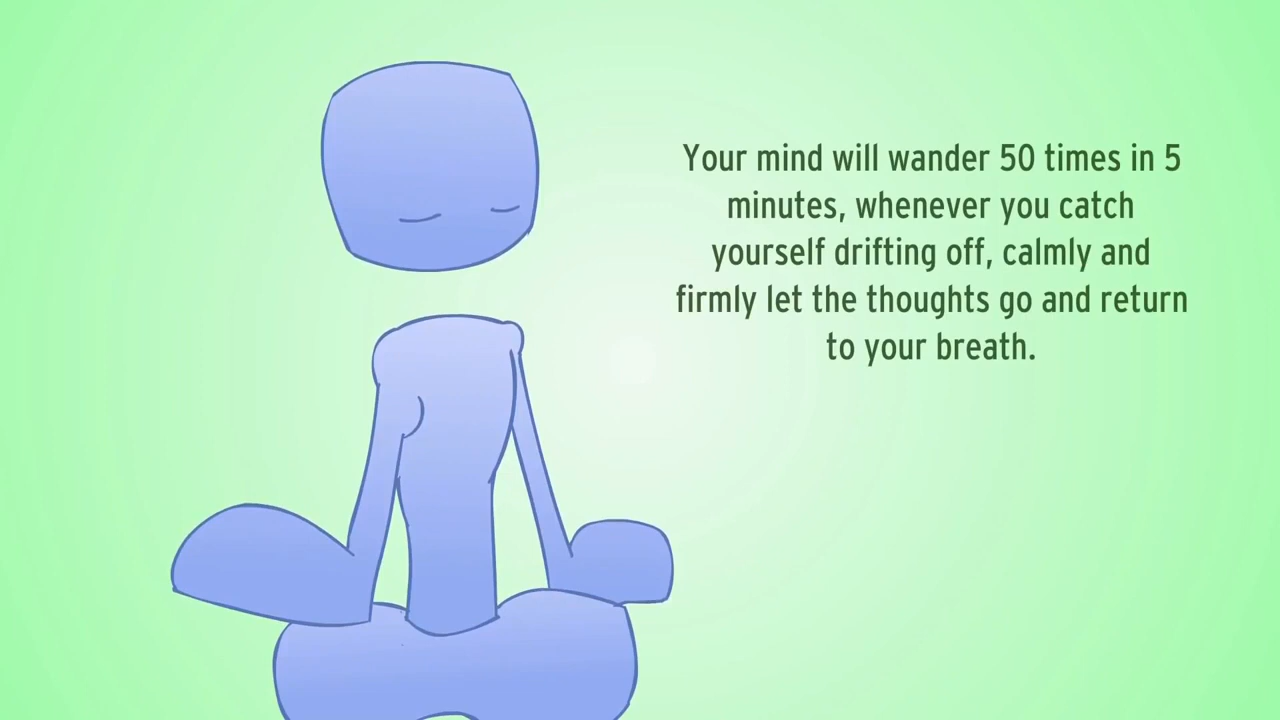 Your mind will wander 50 times in 5
minutes, whenever you catch
yourself drifting off, calmly and
firmly let the thoughts go and return
to your breath.